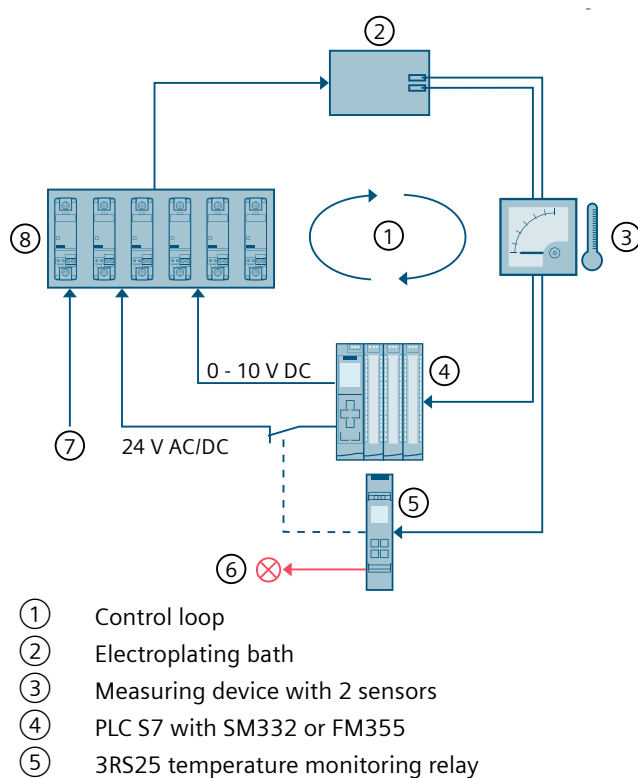 ②
⑧
①
③
0 - 10 V DC
④
⑦
24 V AC/DC
⑤
⑥
① Control loop
② Electroplating bath
③ Measuring device with 2 sensors
④ PLC S7 with SM332 or FM355
⑤ 3RS25 temperature monitoring relay